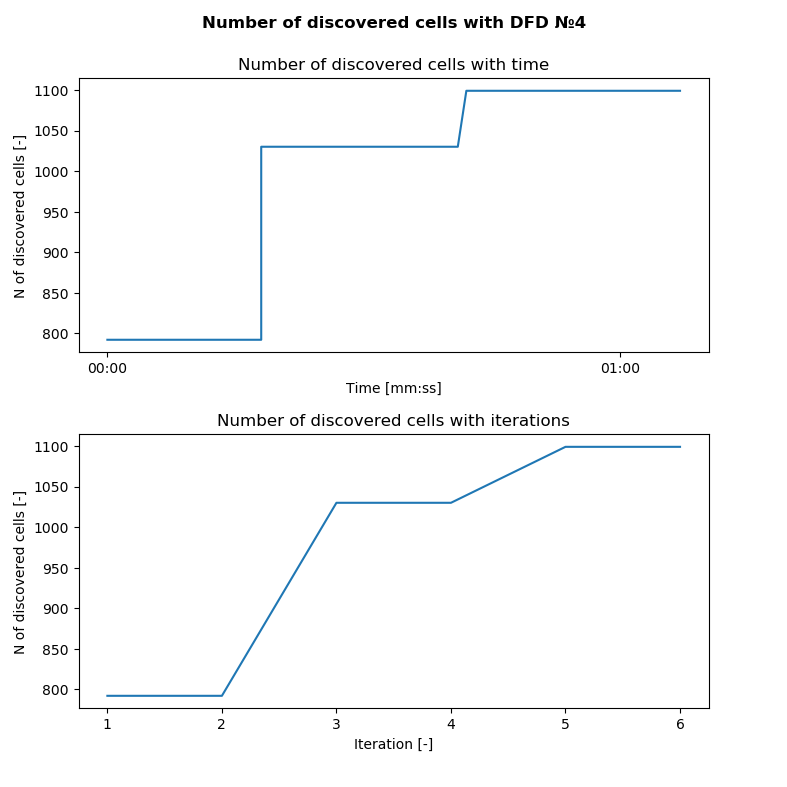 Number of discovered cells with DFD №4
Number of discovered cells with time
N of discovered cells [-]
1100
1050
1000
950
900
850
800
00:00 01:00
Time [mm:ss]
Number of discovered cells with iterations
N of discovered cells [-]
1100
1050
1000
950
900
850
800
1 2 3 4 5 6
Iteration [-]